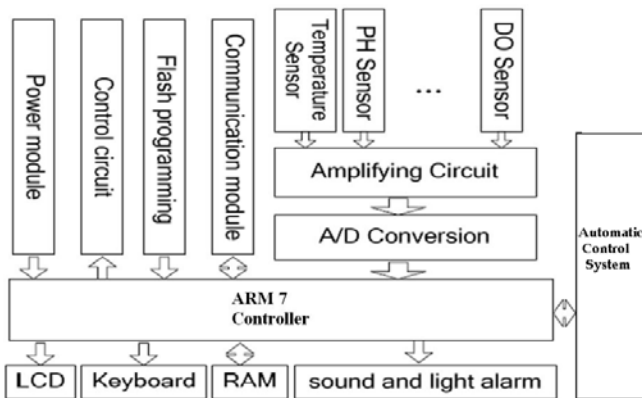 Power module
Control circuit
Flash programming
Communication module
Temperature
Sensor
PH Sensor
...
DO Sensor
Amplifying Circuit
A/D Conversion
Automatic
Control
System
ARM 7
Controller
LCD
Keyboard
RAM
sound and light alarm